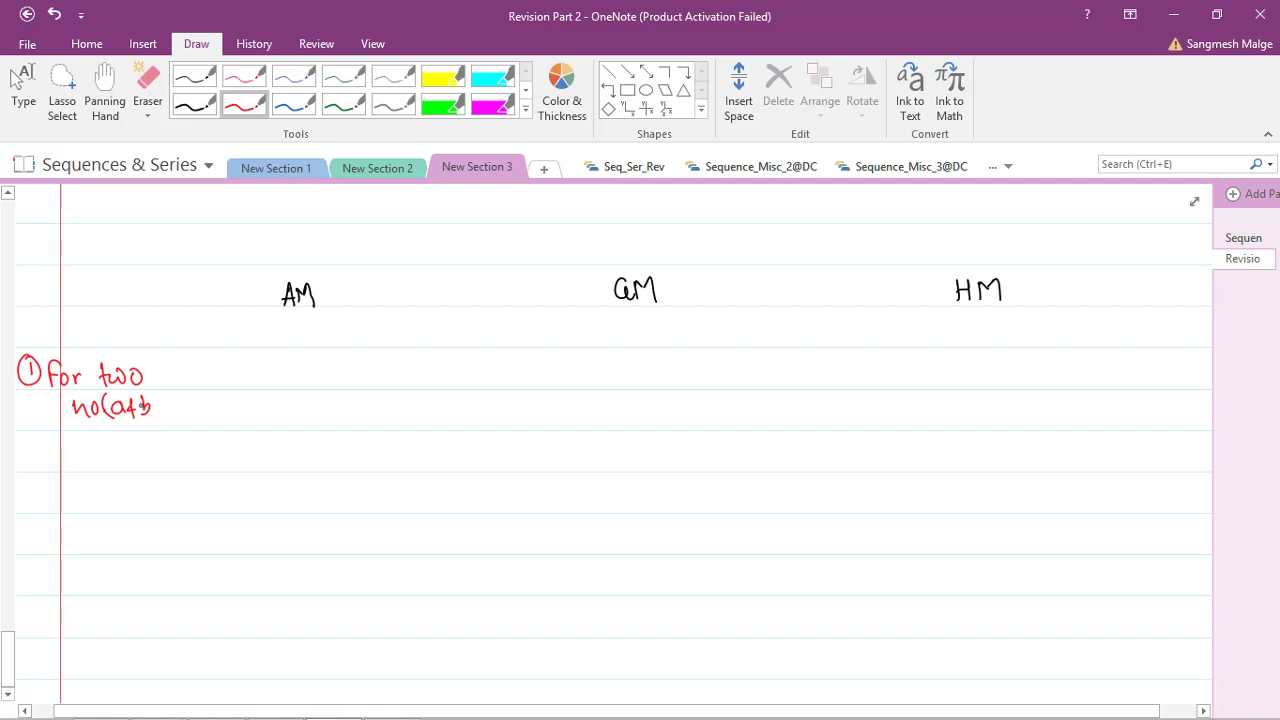 Revision Part 2 - OneNote (Product Activation Failed)
?
File Home Insert Draw History Review View Sangmesh Malge
Type Lasso Select Panning Hand Eraser Color & Thickness Insert Space Delete Arrange Rotate Ink to Text Ink to Math
Tools Shapes Edit Convert
Sequences & Series New Section 1 New Section 2 New Section 3 + Seq_Ser_Rev Sequence_Misc_2@DC Sequence_Misc_3@DC ... Search (Ctrl+E)
Add Pa
Sequen
Revisio
AM GM HM
① For two
no(a & b